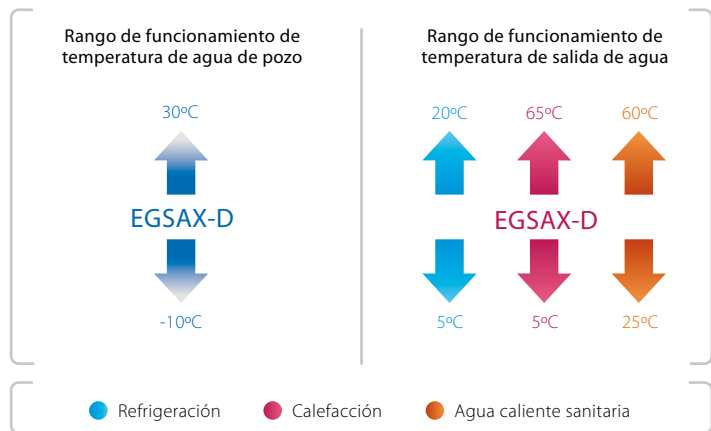 Rango de funcionamiento de
temperatura de agua de pozo
30ºC
EGSAX-D
-10ºC
Rango de funcionamiento de
temperatura de salida de agua
20ºC 65ºC 60ºC
EGSAX-D
5ºC 5ºC 25ºC
Refrigeración Calefacción Agua caliente sanitaria